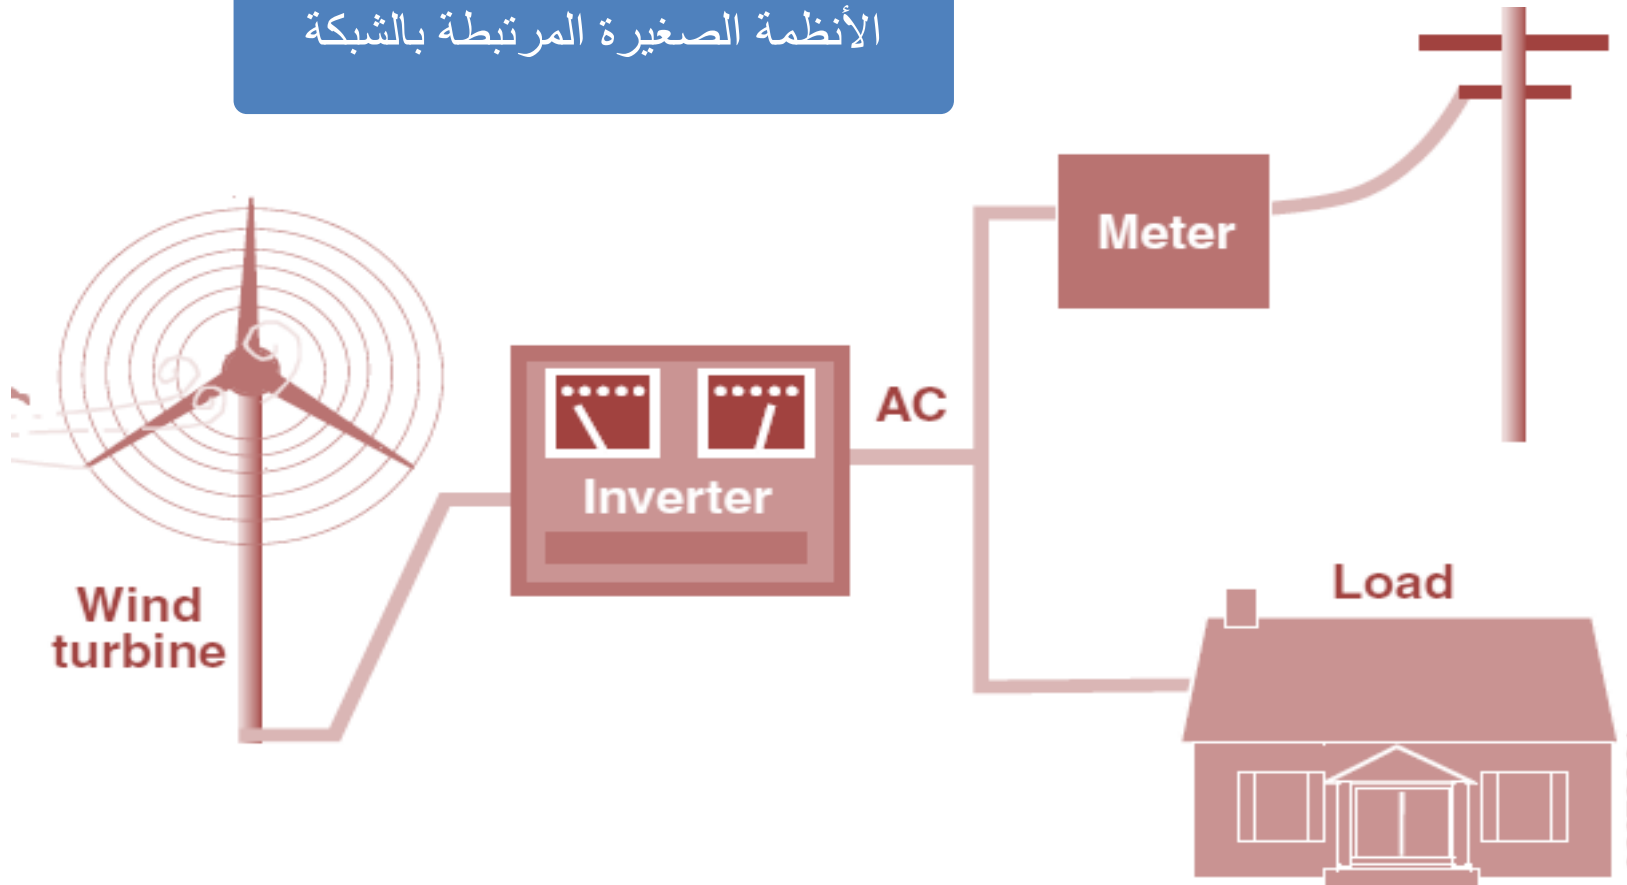 الأنظمة الصغيرة المرتبطة بالشبكة
Meter
AC
Inverter
Wind
turbine
Load